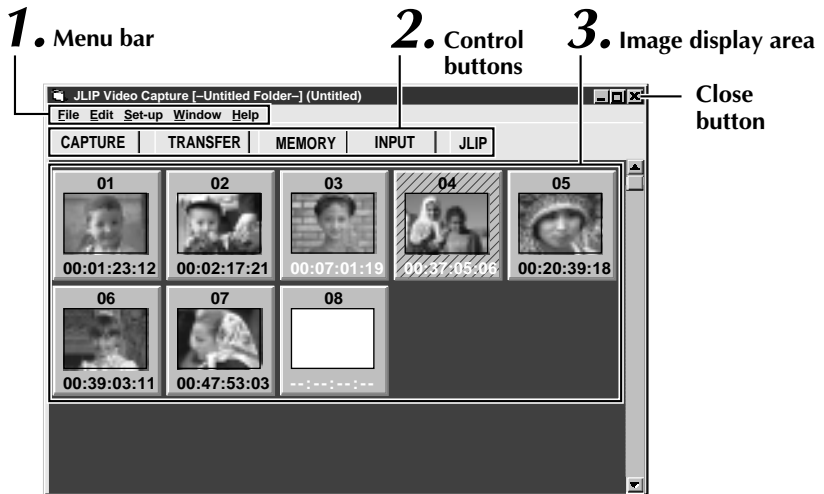 1. Menu bar
2. Control buttons
3. Image display area
JLIP Video Capture [–Untitled Folder–] (Untitled)
Close button
File Edit Set-up Window Help
CAPTURE TRANSFER MEMORY INPUT JLIP
01 02 03 04 05
00:01:23:12 00:02:17:21 00:07:01:19 00:37:05:06 00:20:39:18
06 07 08
00:39:03:11 00:47:53:03 --:--:--:--